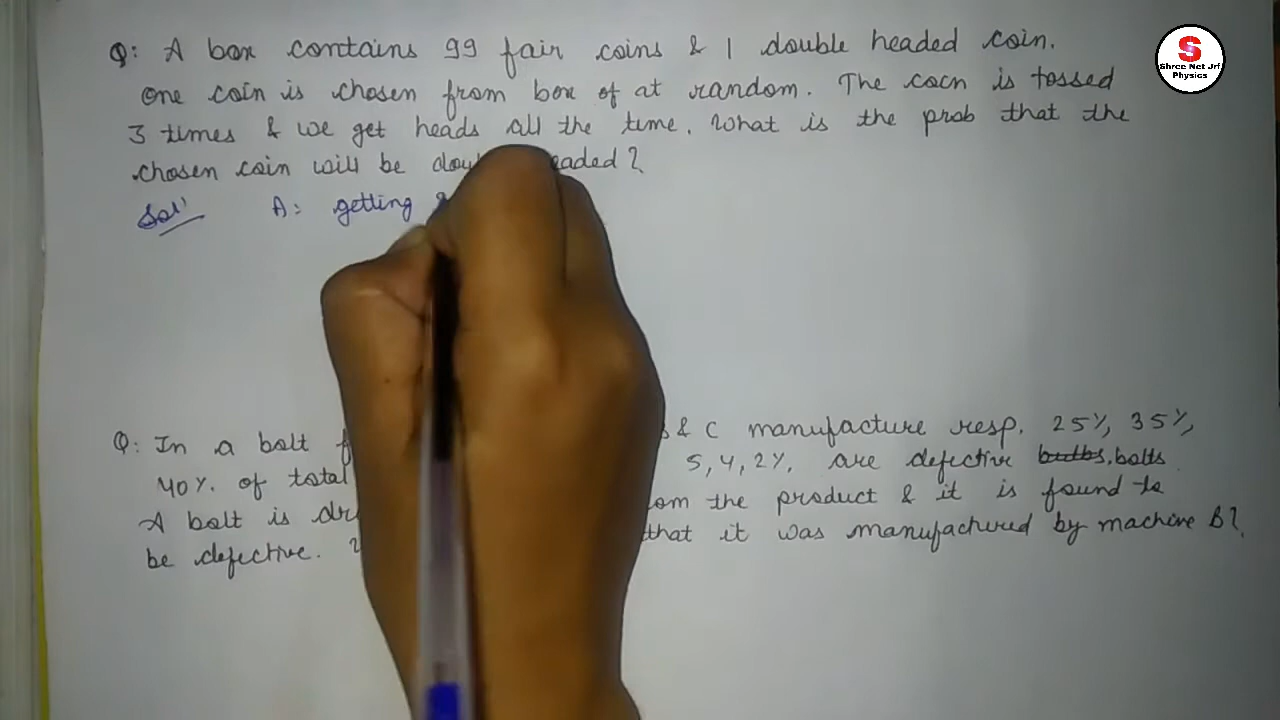 Q: A box contains 99 fair coins & 1 double headed coin.
One coin is chosen from box of at random. The coin is tossed
3 times & we get heads all the time. What is the prob that the
chosen coin will be headed?
Sol'
A: getting
Q: In a bolt & C manufacture resp. 25%, 35%,
40%. of total 5, 4, 2%. are defective bulbs. bolts
A bolt is the product & it is found to
be defective. that it was manufactured by machine B?
S
Shree Net Jrf
Physics